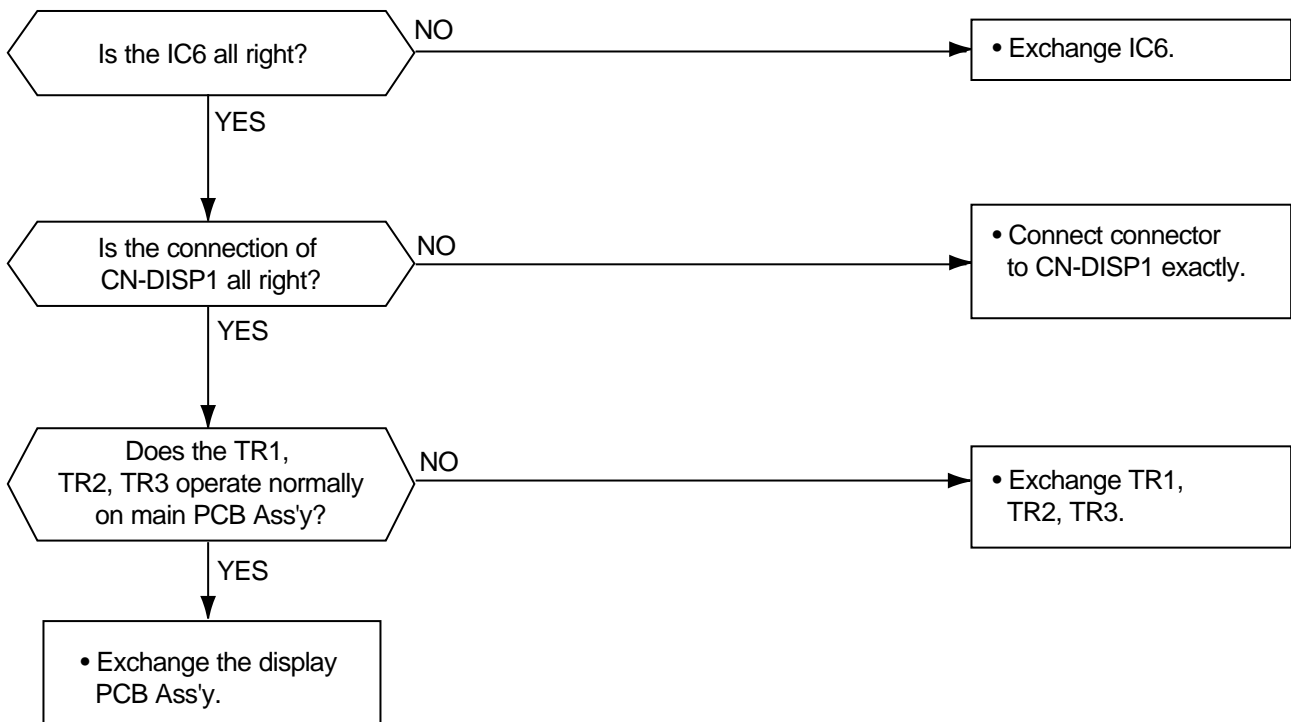 Is the IC6 all right?
NO
• Exchange IC6.
YES
Is the connection of
CN-DISP1 all right?
NO
• Connect connector
to CN-DISP1 exactly.
YES
Does the TR1,
TR2, TR3 operate normally
on main PCB Ass'y?
NO
• Exchange TR1,
TR2, TR3.
YES
• Exchange the display
PCB Ass'y.